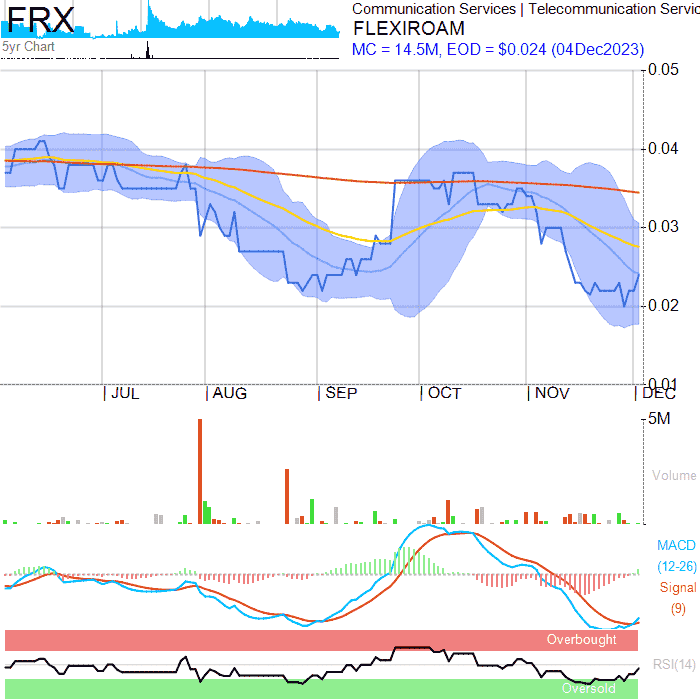 FRX
5yr Chart
Communication Services | Telecommunication Servic
FLEXIROAM
MC = 14.5M, EOD = $0.024 (04Dec2023)
0.05
0.04
0.03
0.02
0.01
JUL AUG SEP OCT NOV DEC
5M
Volume
MACD
(12-26)
Signal
(9)
Overbought
RSI(14)
Oversold